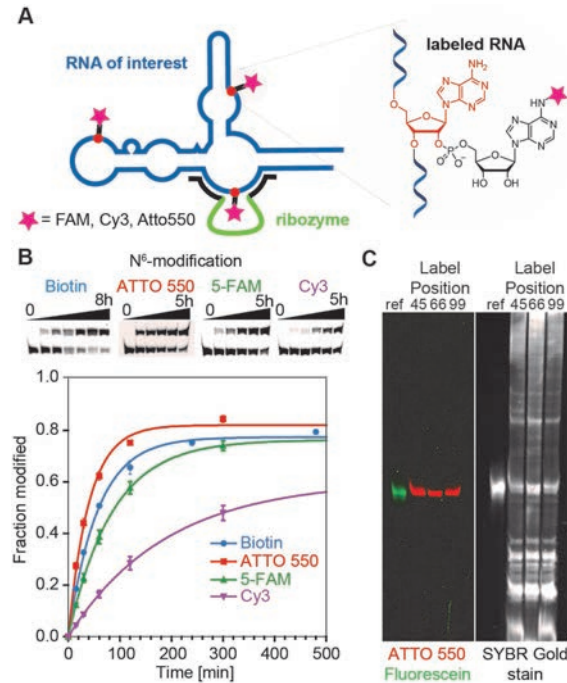 A
RNA of interest
labeled RNA
NH₂
N
N
N
N
O
O
O
O
P
O
O⁻
O
O
HO
OH
HN
N
N
N
N
ribozyme
= FAM, Cy3, Atto550
B
N⁶-modification
Biotin ATTO 550 5-FAM Cy3
0 8h 0 5h 0 5h 0 5h
Fraction modified
1.0
0.8
0.6
0.4
0.2
0.0
Biotin
ATTO 550
5-FAM
Cy3
0 100 200 300 400 500
Time [min]
C
Label Label
Position Position
ref 45 66 99 ref 45 66 99
ATTO 550 SYBR Gold
Fluorescein stain